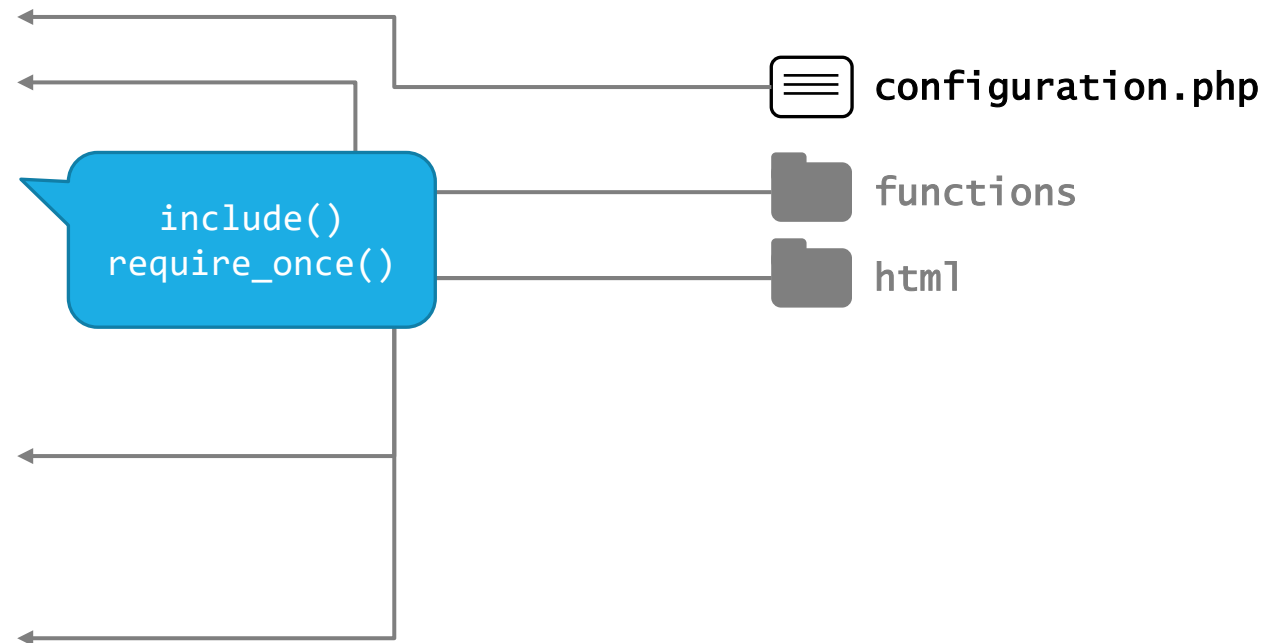 configuration.php
functions
include()
require_once()
html